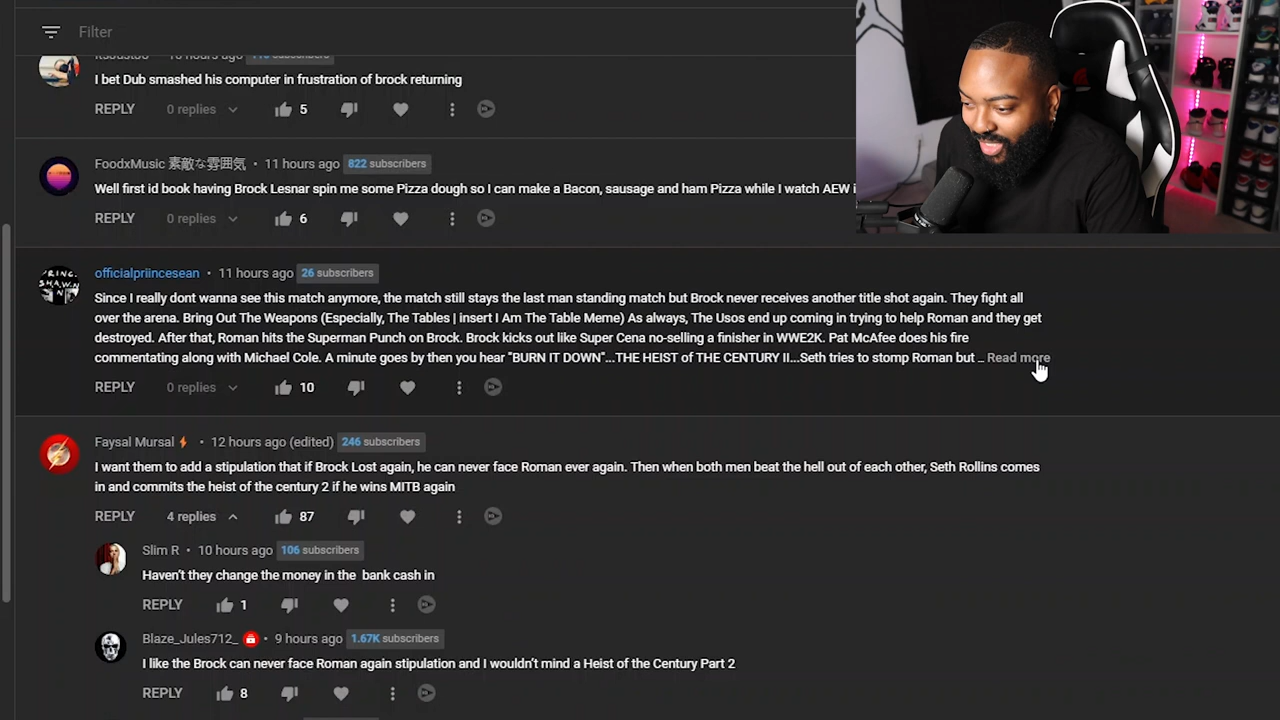 Filter
I bet Dub smashed his computer in frustration of brock returning
REPLY 0 replies 5
FoodxMusic 素敵な雰囲気 • 11 hours ago 822 subscribers
Well first id book having Brock Lesnar spin me some Pizza dough so I can make a Bacon, sausage and ham Pizza while I watch AEW i
REPLY 0 replies 6
officialpriincesean • 11 hours ago 26 subscribers
Since I really dont wanna see this match anymore, the match still stays the last man standing match but Brock never receives another title shot again. They fight all
over the arena. Bring Out The Weapons (Especially, The Tables | insert I Am The Table Meme) As always, The Usos end up coming in trying to help Roman and they get
destroyed. After that, Roman hits the Superman Punch on Brock. Brock kicks out like Super Cena no-selling a finisher in WWE2K. Pat McAfee does his fire
commentating along with Michael Cole. A minute goes by then you hear "BURN IT DOWN"...THE HEIST of THE CENTURY II...Seth tries to stomp Roman but ... Read more
REPLY 0 replies 10
Faysal Mursal • 12 hours ago (edited) 246 subscribers
I want them to add a stipulation that if Brock Lost again, he can never face Roman ever again. Then when both men beat the hell out of each other, Seth Rollins comes
in and commits the heist of the century 2 if he wins MITB again
REPLY 4 replies 87
Slim R • 10 hours ago 106 subscribers
Haven't they change the money in the bank cash in
REPLY 1
Blaze_Jules712_ • 9 hours ago 1.67K subscribers
I like the Brock can never face Roman again stipulation and I wouldn't mind a Heist of the Century Part 2
REPLY 8